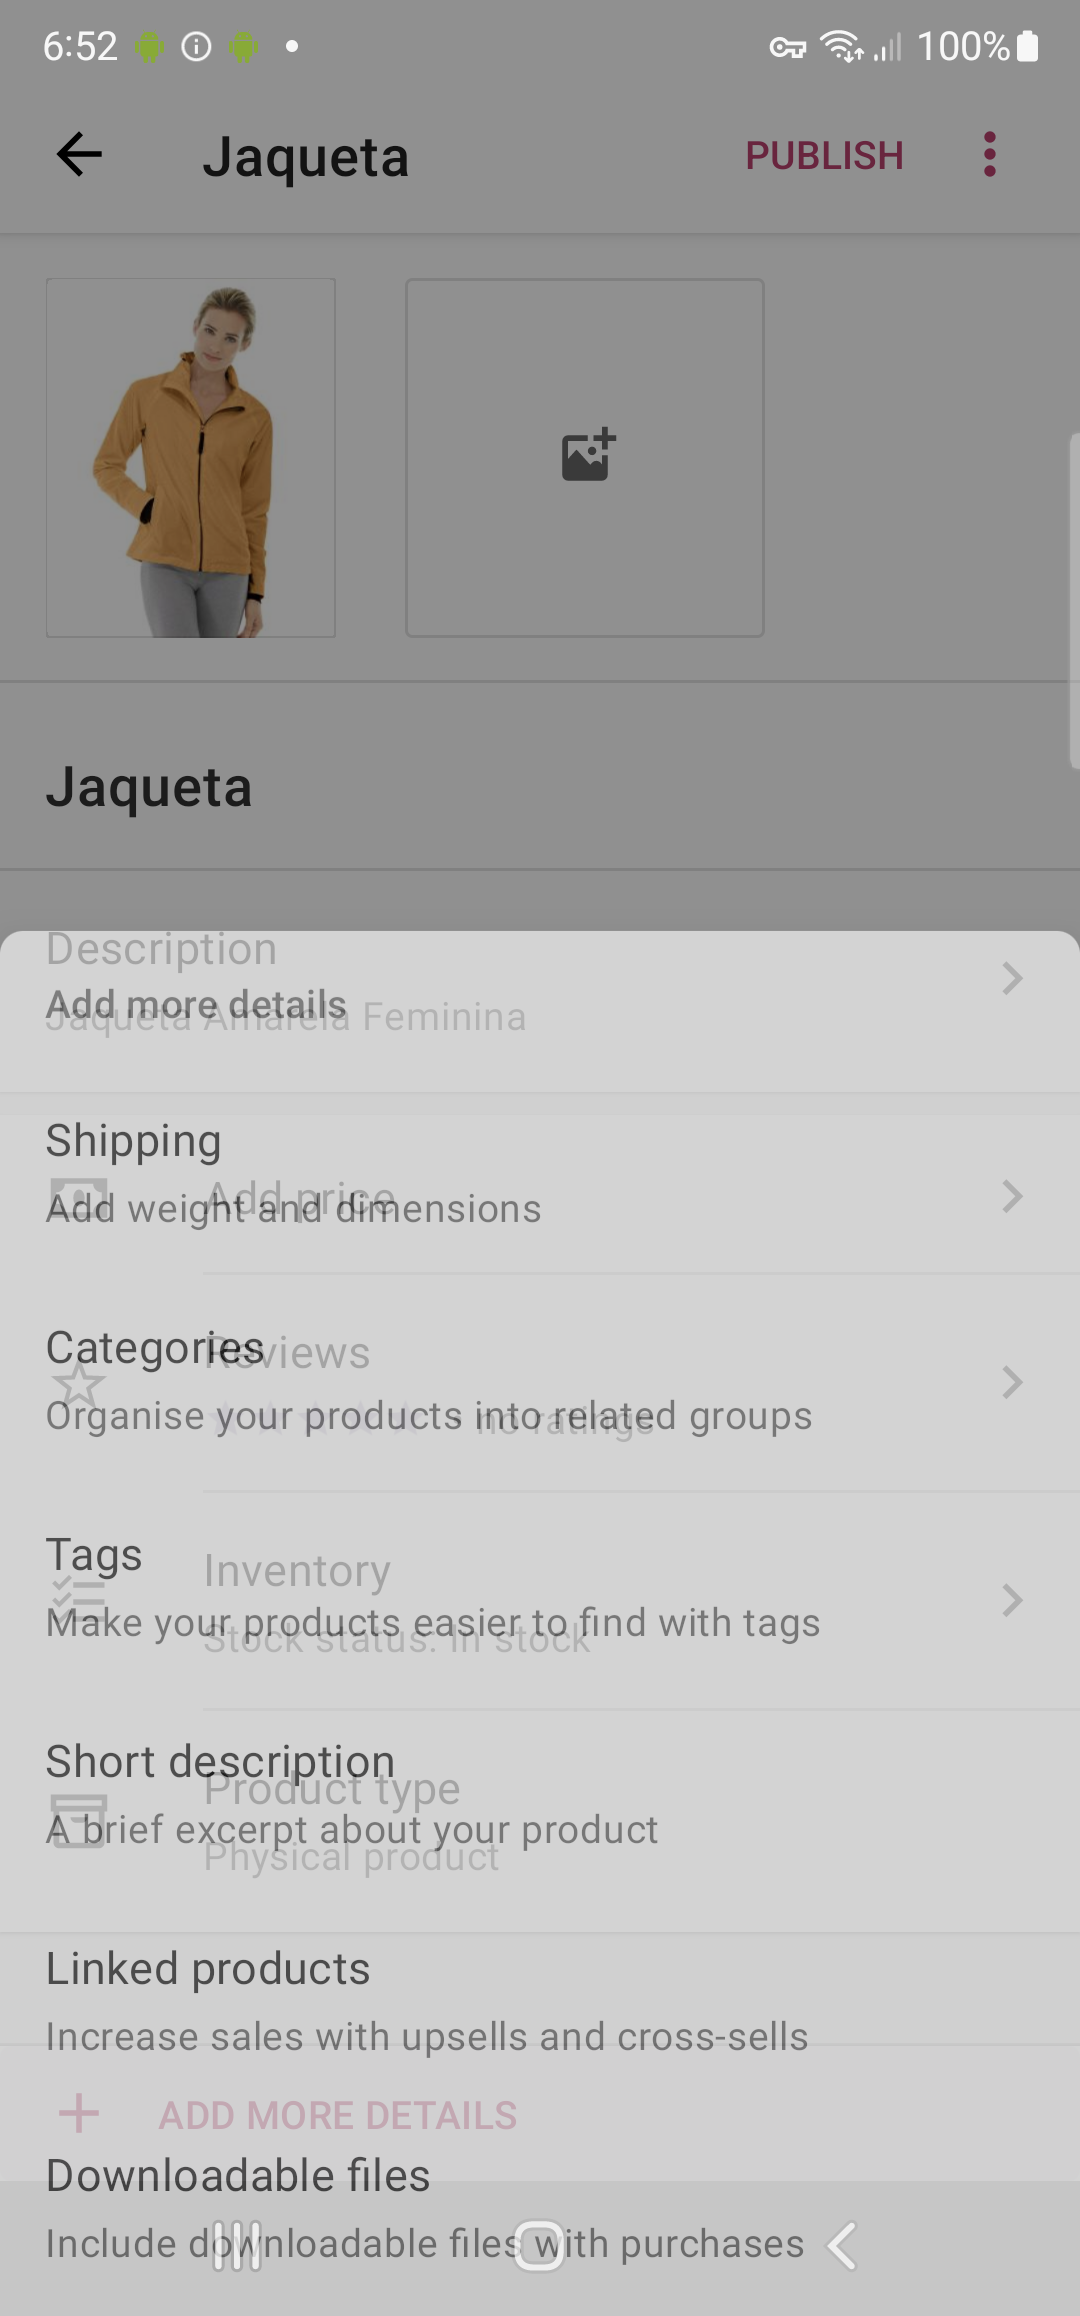 6:52
100%
Jaqueta
PUBLISH
Jaqueta
Description
Add more details
Jaqueta Amarela Feminina
Shipping
Add price
Add weight and dimensions
Categories
Reviews
Organise your products into related groups
no ratings
Tags
Inventory
Make your products easier to find with tags
Stock status: In stock
Short description
Product type
A brief excerpt about your product
Physical product
Linked products
Increase sales with upsells and cross-sells
ADD MORE DETAILS
Downloadable files
Include downloadable files with purchases